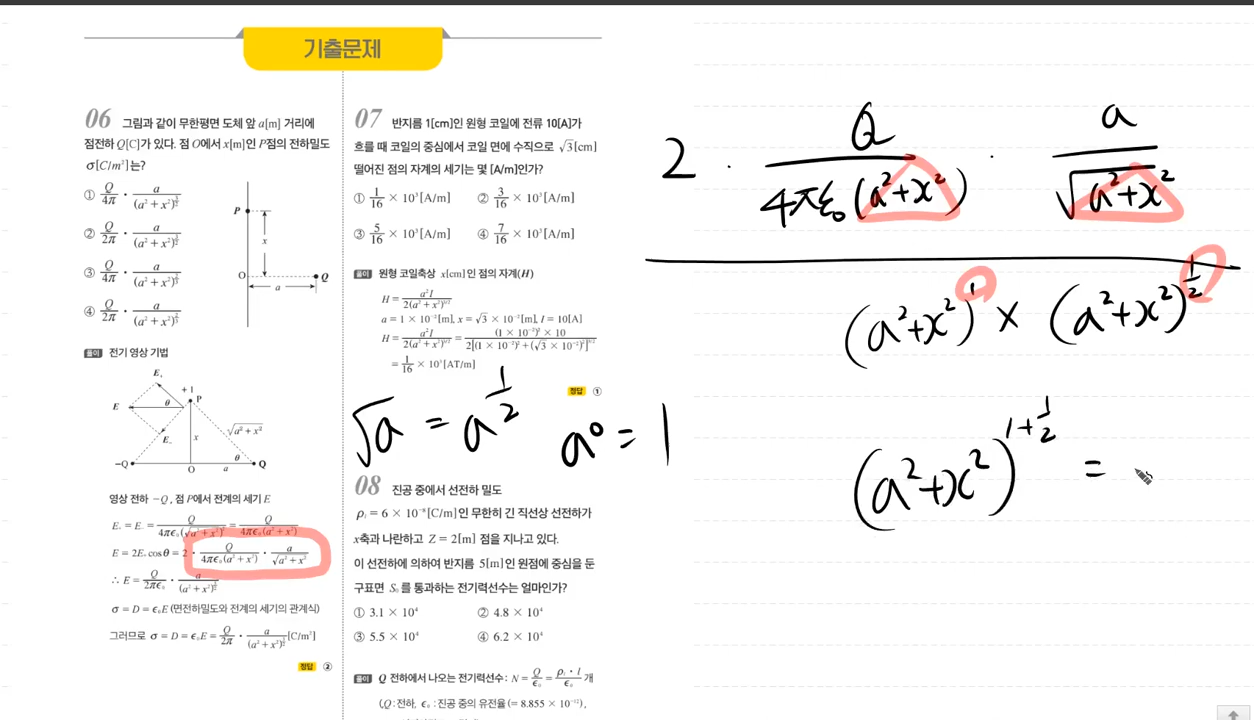 기출문제
06 그림과 같이 무한평면 도체 앞 a[m] 거리에
점전하 Q[C]가 있다. 점 O에서 x[m]인 P점의 전하밀도
σ[C/m²]는?
① Q/4π · a/(a²+x²)
② Q/2π · a/(a²+x²)
③ Q/4π · a/(a²+x²)
④ Q/2π · a/(a²+x²)
P
x
O
Q
a
풀이 전기 영상 기법
E₊
+1
P
θ
E
E₋
x
√a²+x²
θ
-Q
O
a
Q
영상 전하 -Q, 점 P에서 전계의 세기 E
E₊ = E₋ = Q/4πϵ₀(√a²+x²)² = Q/4πϵ₀(a²+x²)
E = 2E₊cosθ = 2 · Q/4πϵ₀(a²+x²) · a/√a²+x²
∴ E = Q/2πϵ₀ · a/(a²+x²)^(3/2)
σ = D = ϵ₀E (면전하밀도와 전계의 세기의 관계식)
그러므로 σ = D = ϵ₀E = Q/2π · a/(a²+x²)^(3/2) [C/m²]
정답 ②
07 반지름 1[cm]인 원형 코일에 전류 10[A]가
흐를 때 코일의 중심에서 코일 면에 수직으로 √3[cm]
떨어진 점의 자계의 세기는 몇 [A/m]인가?
① 1/16 × 10³[A/m] ② 3/16 × 10³[A/m]
③ 5/16 × 10³[A/m] ④ 7/16 × 10³[A/m]
풀이 원형 코일축상 x[cm]인 점의 자계(H)
H = a²I/2(a²+x²)^(3/2)
a = 1 × 10⁻²[m], x = √3 × 10⁻²[m], I = 10[A]
H = a²I/2(a²+x²)^(3/2) = (1 × 10⁻²)² × 10/2[(1 × 10⁻²)²+(√3 × 10⁻²)²]^(3/2)
= 1/16 × 10³[AT/m]
정답 ①
√a = a^(1/2) a⁰ = 1
08 진공 중에서 선전하 밀도
ρₗ = 6 × 10⁻⁸[C/m]인 무한히 긴 직선상 선전하가
x축과 나란하고 Z = 2[m] 점을 지나고 있다.
이 선전하에 의하여 반지름 5[m]인 원점에 중심을 둔
구표면 S₀를 통과하는 전기력선수는 얼마인가?
① 3.1 × 10⁴ ② 4.8 × 10⁴
③ 5.5 × 10⁴ ④ 6.2 × 10⁴
풀이 Q 전하에서 나오는 전기력선수 : N = Q/ϵ₀ = ρₗ · l/ϵ₀ 개
(Q : 전하, ϵ₀ : 진공 중의 유전율(= 8.855 × 10⁻¹²),
2 · Q/4πε₀(a²+x²) · a/√a²+x²
(a²+x²)¹ × (a²+x²)^(1/2)
(a²+x²)^(1+1/2) =